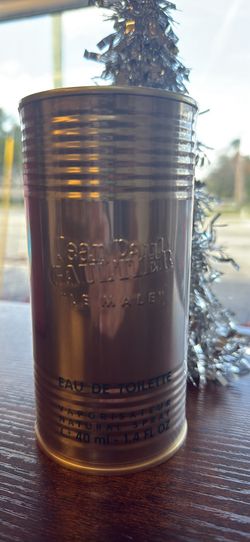 Jean Paul
GAULTIER
"LE MALE"
EAU DE TOILETTE
VAPORISATEUR
NATURAL SPRAY
40 ml - 1.4 FL OZ